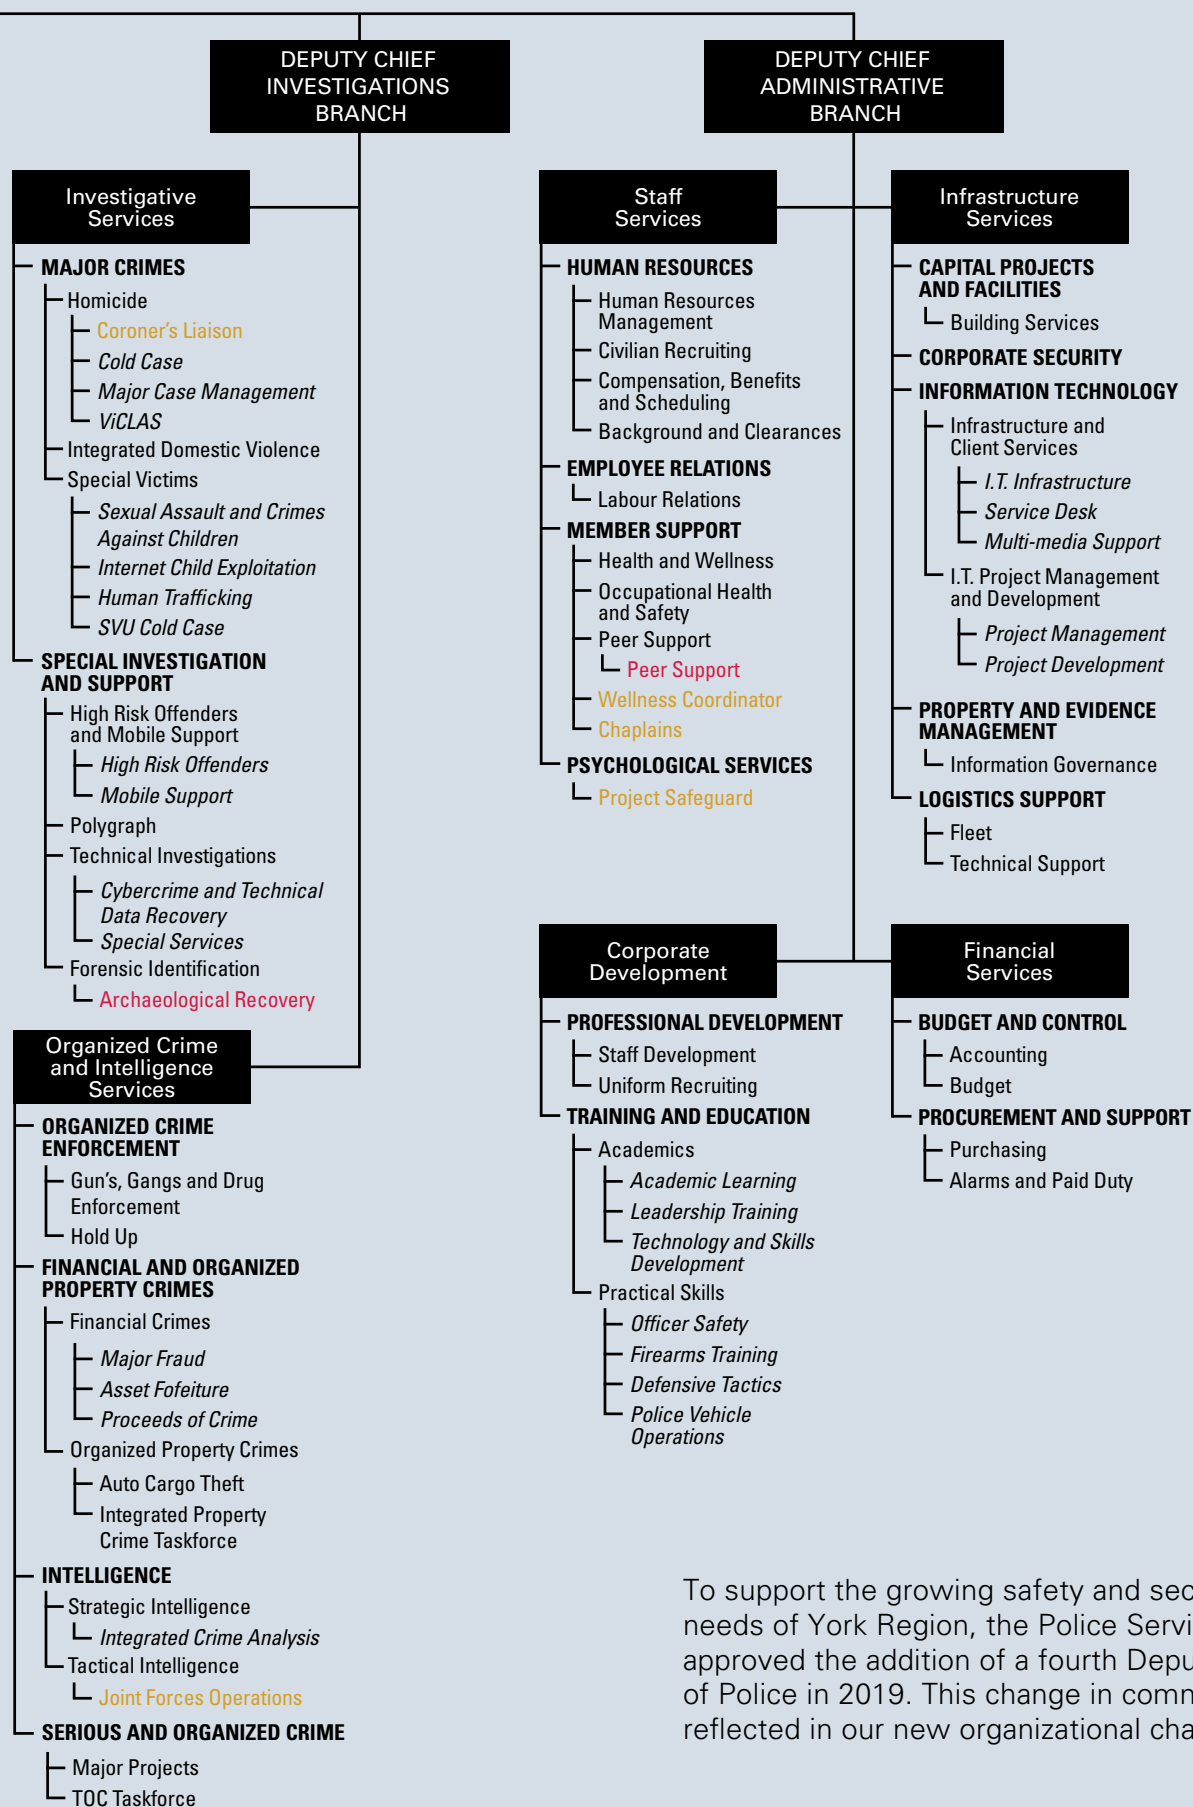 DEPUTY CHIEF
INVESTIGATIONS
BRANCH
Investigative
Services
MAJOR CRIMES
Homicide
Coroner's Liaison
Cold Case
Major Case Management
ViCLAS
Integrated Domestic Violence
Special Victims
Sexual Assault and Crimes
Against Children
Internet Child Exploitation
Human Trafficking
SVU Cold Case
SPECIAL INVESTIGATION
AND SUPPORT
High Risk Offenders
and Mobile Support
High Risk Offenders
Mobile Support
Polygraph
Technical Investigations
Cybercrime and Technical
Data Recovery
Special Services
Forensic Identification
Archaeological Recovery
Organized Crime
and Intelligence
Services
ORGANIZED CRIME
ENFORCEMENT
Gun's, Gangs and Drug
Enforcement
Hold Up
FINANCIAL AND ORGANIZED
PROPERTY CRIMES
Financial Crimes
Major Fraud
Asset Fofeiture
Proceeds of Crime
Organized Property Crimes
Auto Cargo Theft
Integrated Property
Crime Taskforce
INTELLIGENCE
Strategic Intelligence
Integrated Crime Analysis
Tactical Intelligence
Joint Forces Operations
SERIOUS AND ORGANIZED CRIME
Major Projects
TOC Taskforce
DEPUTY CHIEF
ADMINISTRATIVE
BRANCH
Staff
Services
HUMAN RESOURCES
Human Resources
Management
Civilian Recruiting
Compensation, Benefits
and Scheduling
Background and Clearances
EMPLOYEE RELATIONS
Labour Relations
MEMBER SUPPORT
Health and Wellness
Occupational Health
and Safety
Peer Support
Peer Support
Wellness Coordinator
Chaplains
PSYCHOLOGICAL SERVICES
Project Safeguard
Infrastructure
Services
CAPITAL PROJECTS
AND FACILITIES
Building Services
CORPORATE SECURITY
INFORMATION TECHNOLOGY
Infrastructure and
Client Services
I.T. Infrastructure
Service Desk
Multi-media Support
I.T. Project Management
and Development
Project Management
Project Development
PROPERTY AND EVIDENCE
MANAGEMENT
Information Governance
LOGISTICS SUPPORT
Fleet
Technical Support
Corporate
Development
PROFESSIONAL DEVELOPMENT
Staff Development
Uniform Recruiting
TRAINING AND EDUCATION
Academics
Academic Learning
Leadership Training
Technology and Skills
Development
Practical Skills
Officer Safety
Firearms Training
Defensive Tactics
Police Vehicle
Operations
Financial
Services
BUDGET AND CONTROL
Accounting
Budget
PROCUREMENT AND SUPPORT
Purchasing
Alarms and Paid Duty
To support the growing safety and
needs of York Region, the Police
approved the addition of a fourth
of Police in 2019. This change in
reflected in our new organizational